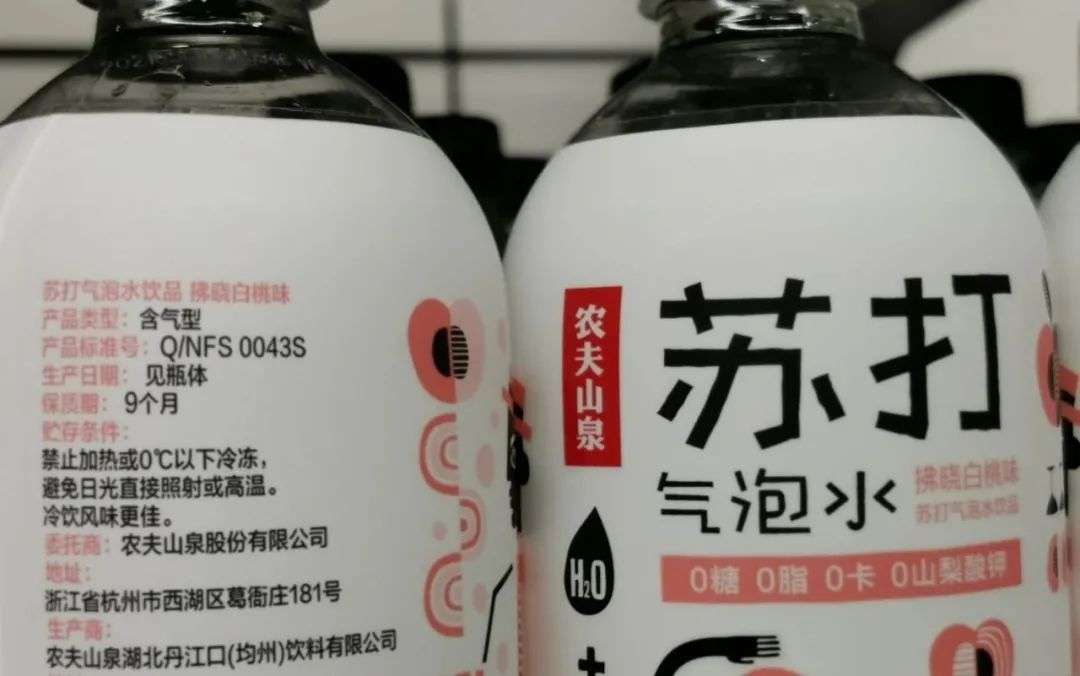 苏打气泡水饮品 拂晓白桃味
产品类型：含气型
产品标准号：Q/NFS 0043S
生产日期：见瓶体
保质期：9个月
贮存条件：
禁止加热或0℃以下冷冻，
避免日光直接照射或高温。
冷饮风味更佳。
委托商：农夫山泉股份有限公司
地址：
浙江省杭州市西湖区葛衙庄181号
生产商：
农夫山泉湖北丹江口(均州)饮料有限公司
农夫山泉
苏打
气泡水
拂晓白桃味
苏打气泡水饮品
0糖 0脂 0卡 0山梨酸钾
H₂O
+